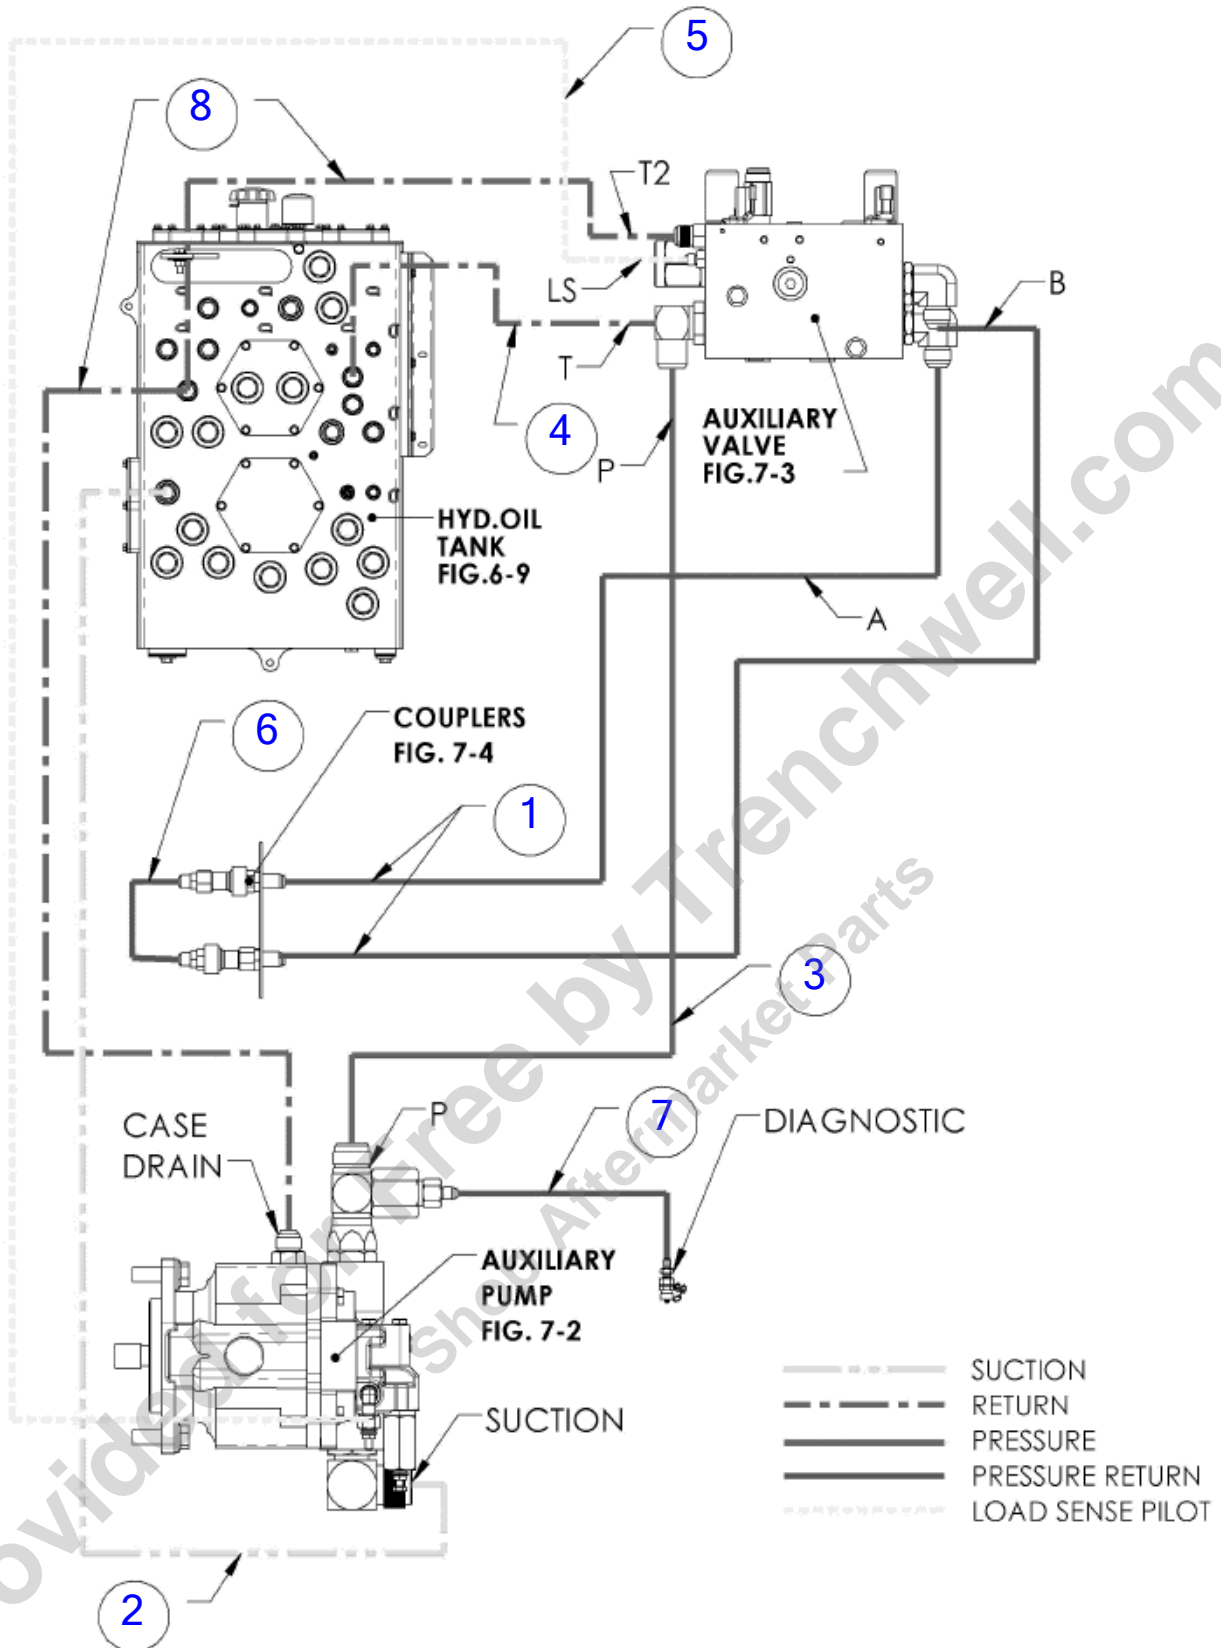 5
8
T2
LS
B
T
4
P
AUXILIARY
VALVE
FIG.7-3
HYD.OIL
TANK
FIG.6-9
A
6
COUPLERS
FIG. 7-4
1
3
CASE
DRAIN
P
7
DIAGNOSTIC
AUXILIARY
PUMP
FIG. 7-2
SUCTION
2
SUCTION
RETURN
PRESSURE
PRESSURE RETURN
LOAD SENSE PILOT
ovided for Free by Trenchwell.com
Shop Aftermarket Parts